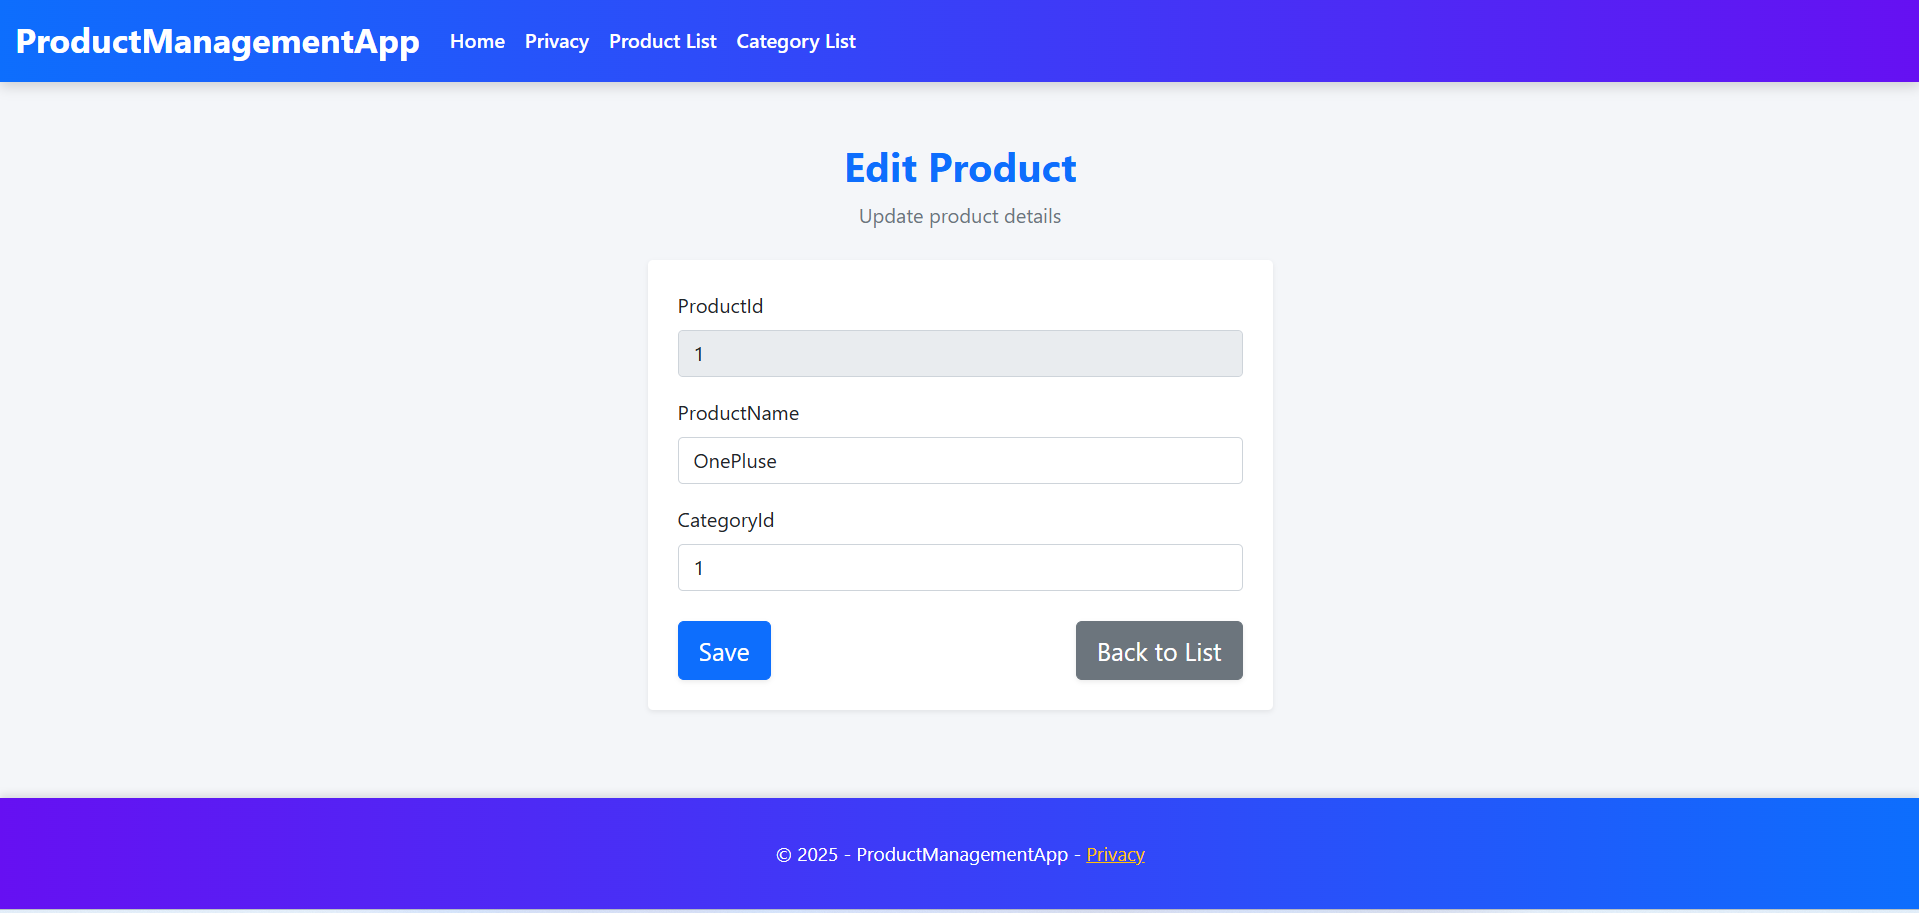 ProductManagementApp Home Privacy Product List Category List
Edit Product
Update product details
ProductId
1
ProductName
OnePluse
CategoryId
1
Save Back to List
© 2025 - ProductManagementApp - Privacy